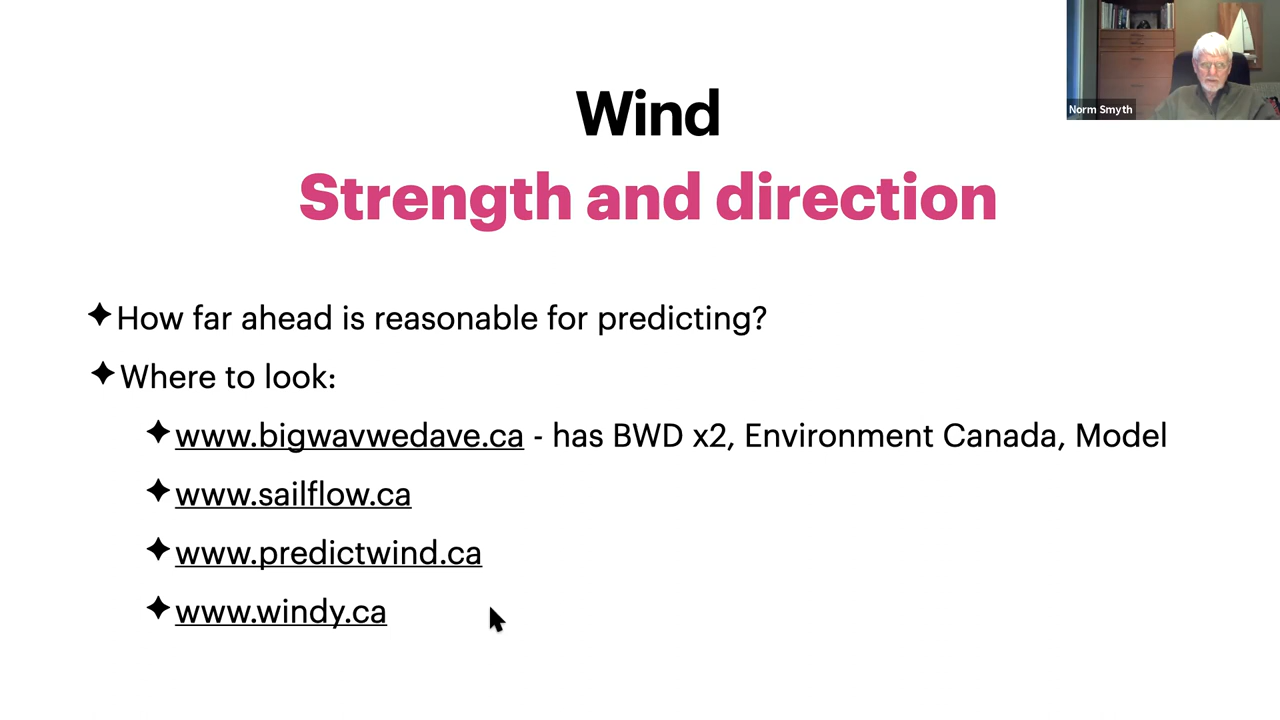 Wind
Strength and direction
Norm Smyth
How far ahead is reasonable for predicting?
Where to look:
www.bigwavwedave.ca - has BWD x2, Environment Canada, Model
www.sailflow.ca
www.predictwind.ca
www.windy.ca